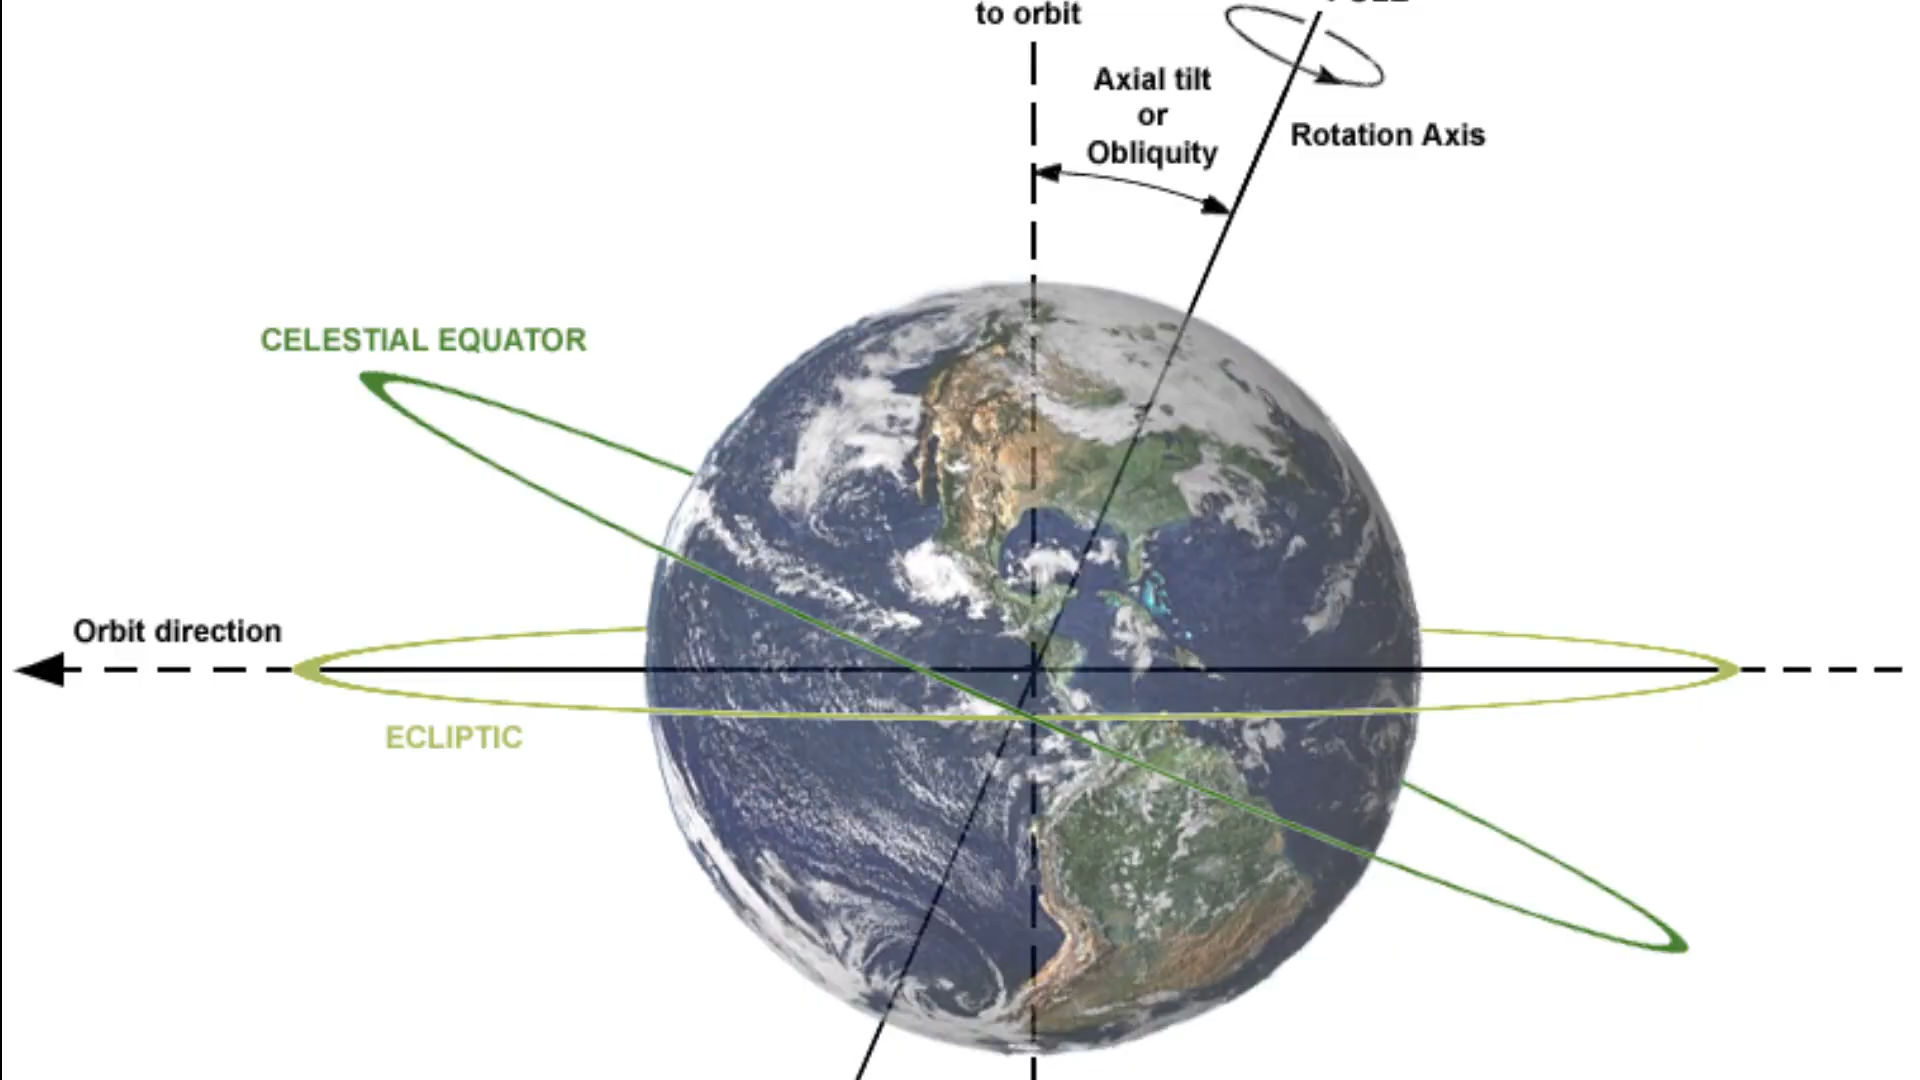 to orbit
Axial tilt
or
Obliquity
Rotation Axis
CELESTIAL EQUATOR
Orbit direction
ECLIPTIC